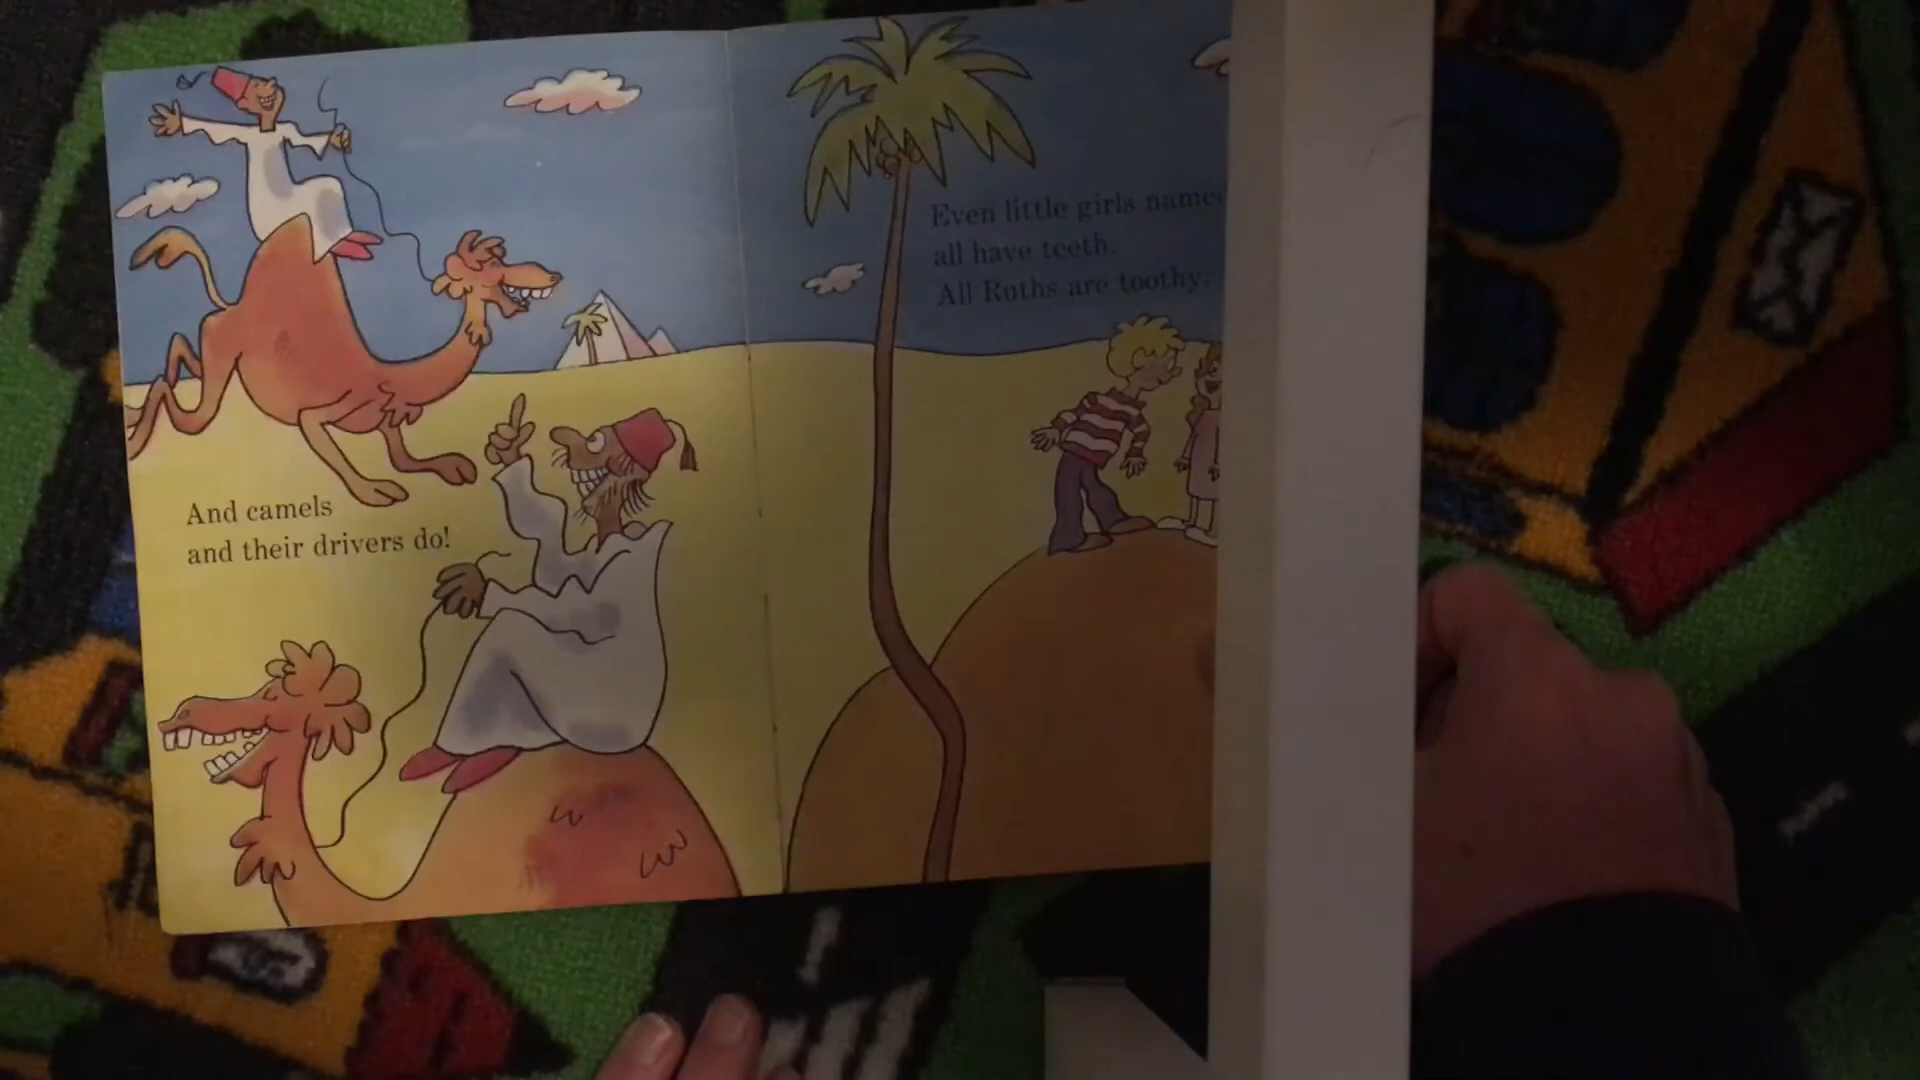 And camels
and their drivers do!
Even little girls name
all have teeth.
All Ruths are toothy.